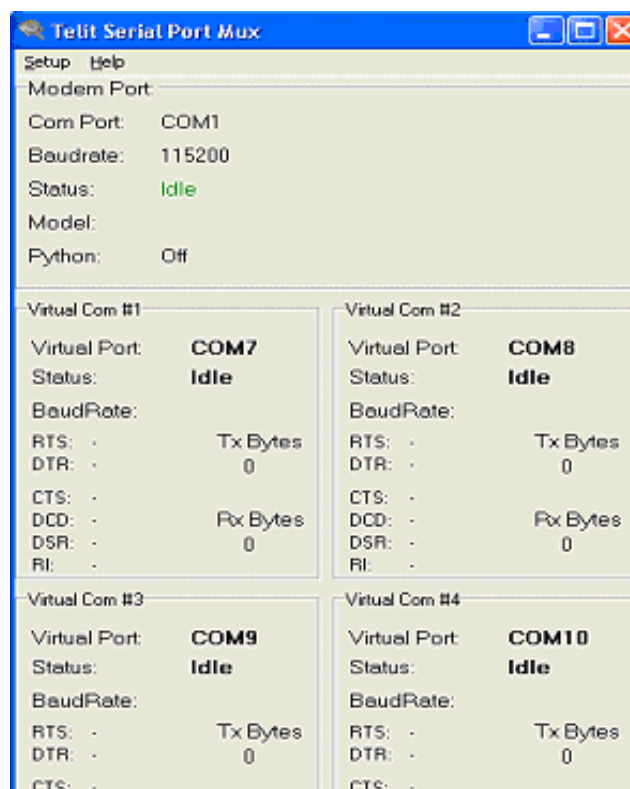 Telit Serial Port Mux
Setup Help
Modem Port
Com Port: COM1
Baudrate: 115200
Status: Idle
Model:
Python: Off
Virtual Com #1
Virtual Port COM7
Status: Idle
BaudRate:
RTS: - Tx Bytes
DTR: - 0
CTS: -
DCD: - Rx Bytes
DSR: - 0
RI: -
Virtual Com #2
Virtual Port COM8
Status: Idle
BaudRate:
RTS: - Tx Bytes
DTR: - 0
CTS: -
DCD: - Rx Bytes
DSR: - 0
RI: -
Virtual Com #3
Virtual Port COM9
Status: Idle
BaudRate:
RTS: - Tx Bytes
DTR: - 0
CTS: -
Virtual Com #4
Virtual Port COM10
Status: Idle
BaudRate:
RTS: - Tx Bytes
DTR: - 0
CTS: -